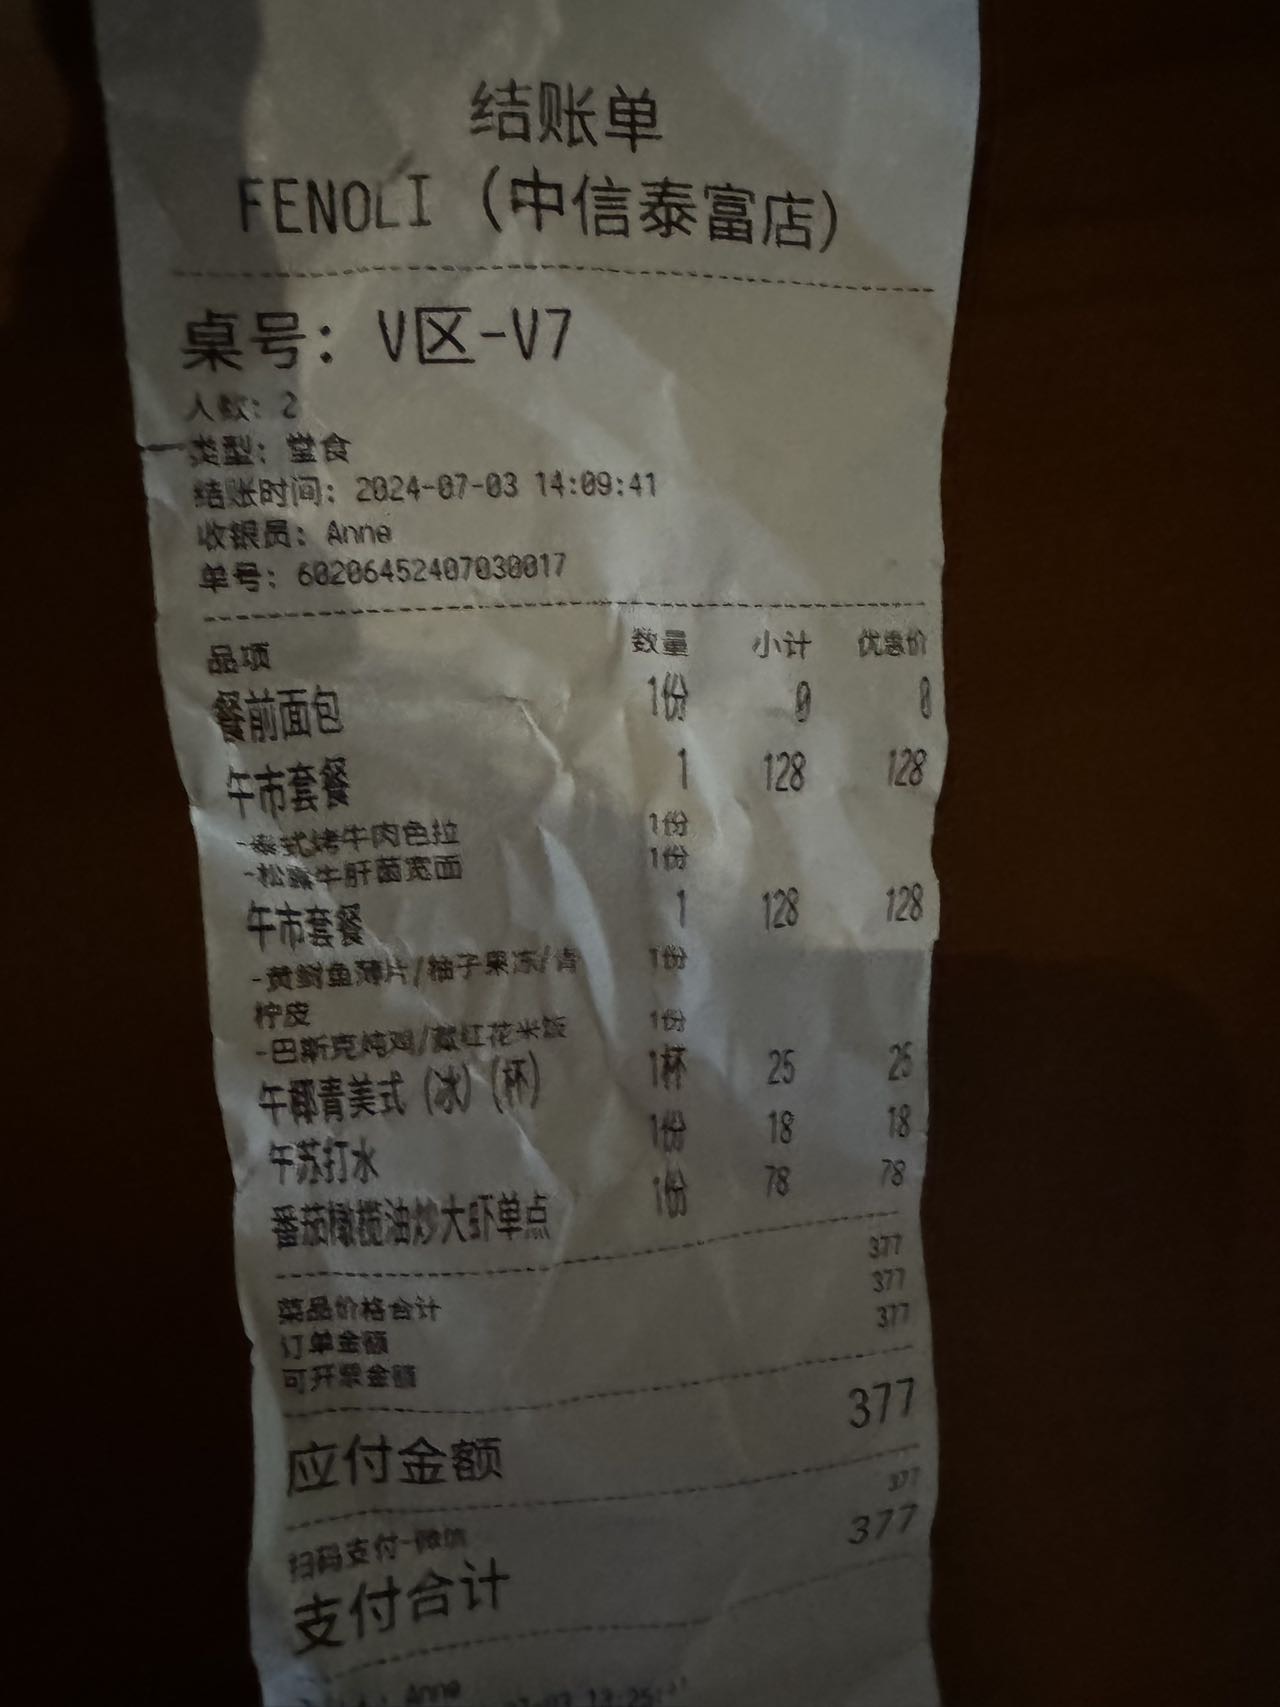 结账单
FENOLI (中信泰富店)
桌号: V区-V7
人数: 2
类型: 堂食
结账时间: 2024-07-03 14:09:41
收银员: Anne
单号: 60206452407030017
品项 数量 小计 优惠价
餐前面包 1份 0 0
午市套餐 1 128 128
-泰式烤牛肉色拉 1份
-松露牛肝菌宽面 1份
午市套餐 1 128 128
-黄鰤鱼薄片/柚子果冻/青 1份
柠皮
-巴斯克炖鸡/藏红花米饭 1份
午椰青美式 (冰) (杯) 1杯 25 25
午苏打水 1份 18 18
番茄橄榄油炒大虾单点 1份 78 78
菜品价格合计 377
订单金额 377
可开票金额 377
应付金额 377
扫码支付-微信 377
支付合计 377
Anne